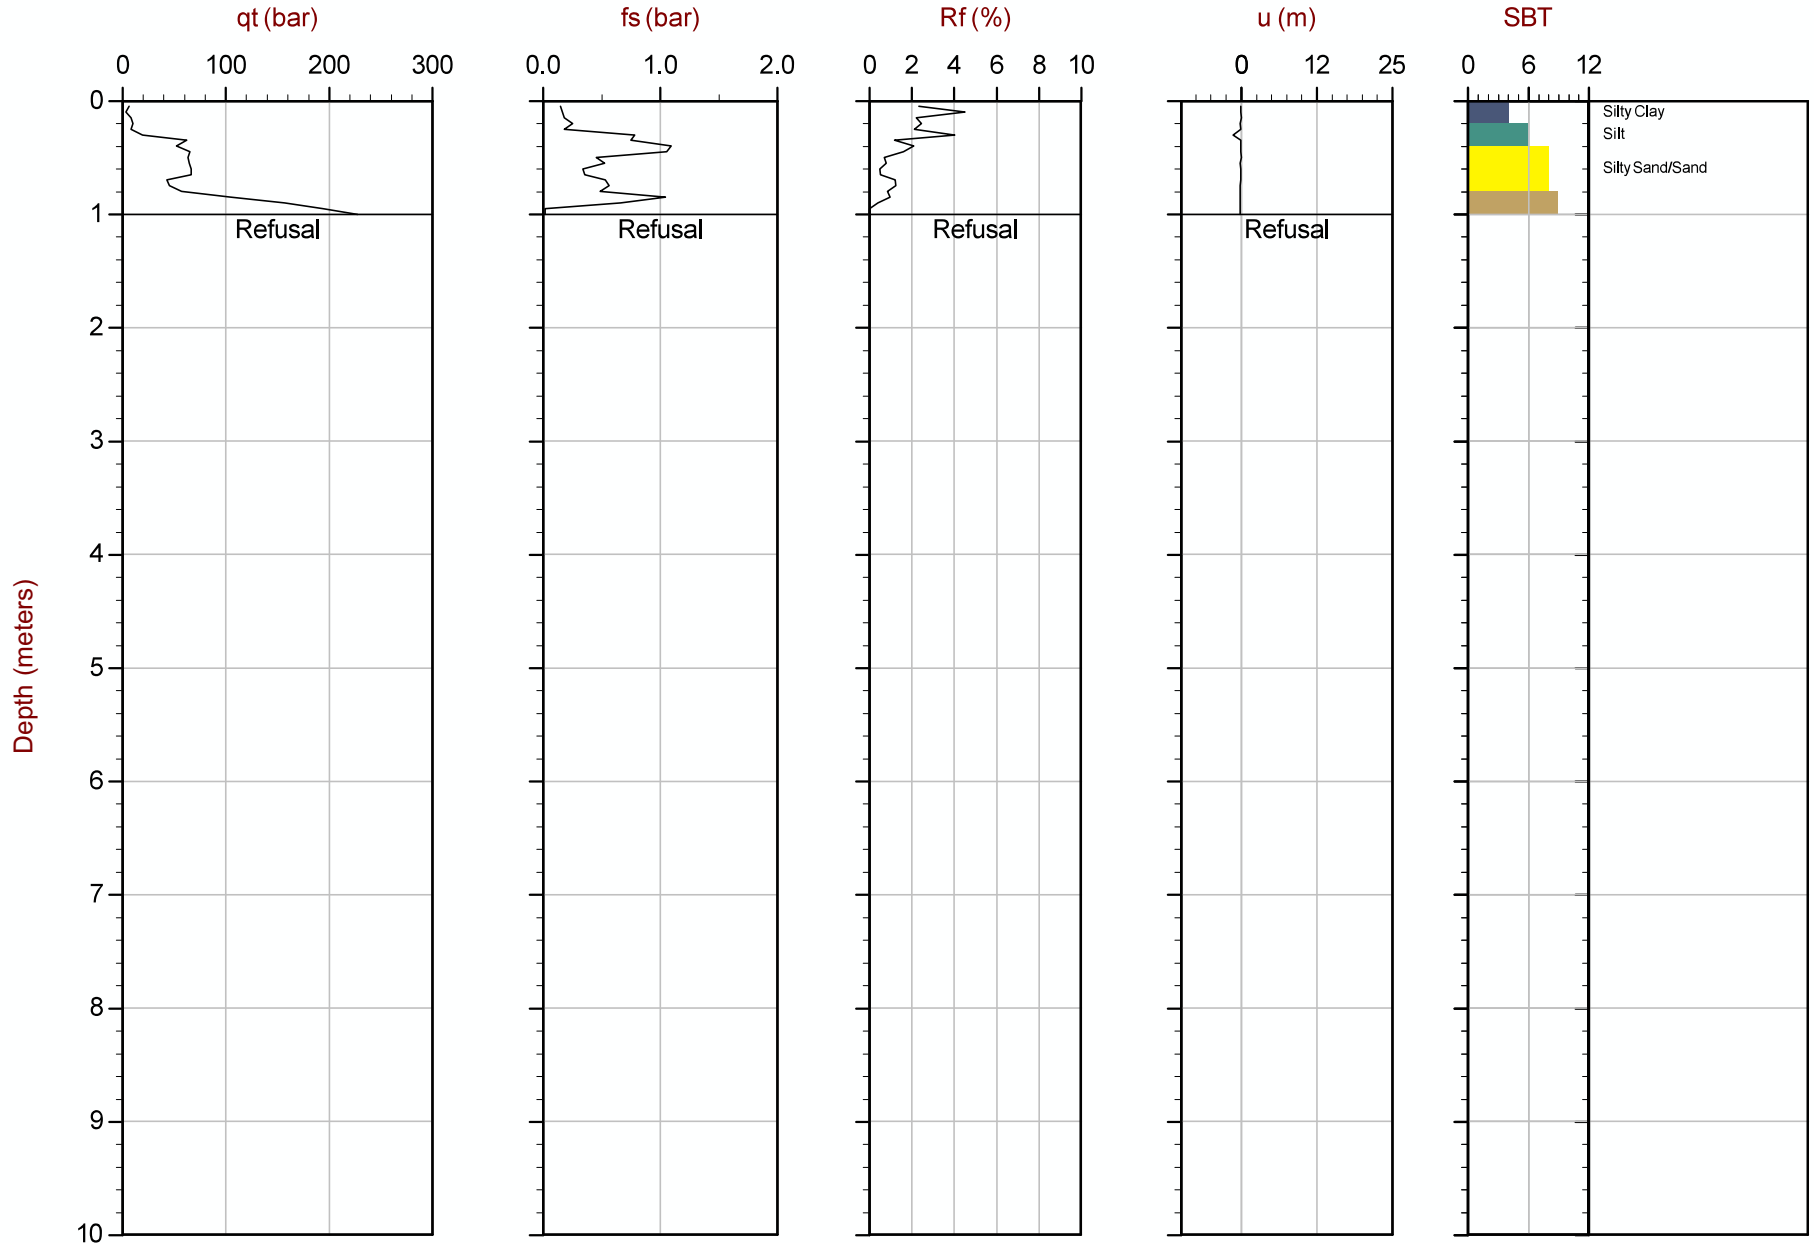 qt (bar) fs (bar) Rf (%) u (m) SBT
0 100 200 300 0.0 1.0 2.0 0 2 4 6 8 10 0 12 25 0 6 12
0
Silty Clay
Silt
Silty Sand/Sand
1
Refusal Refusal Refusal Refusal
2
3
4
5
Depth (meters)
6
7
8
9
10